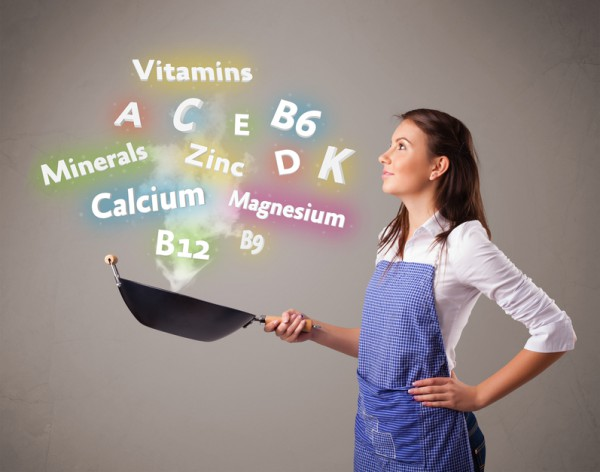 Vitamins
A C E B6
Minerals Zinc D K
Calcium Magnesium
B12 B9